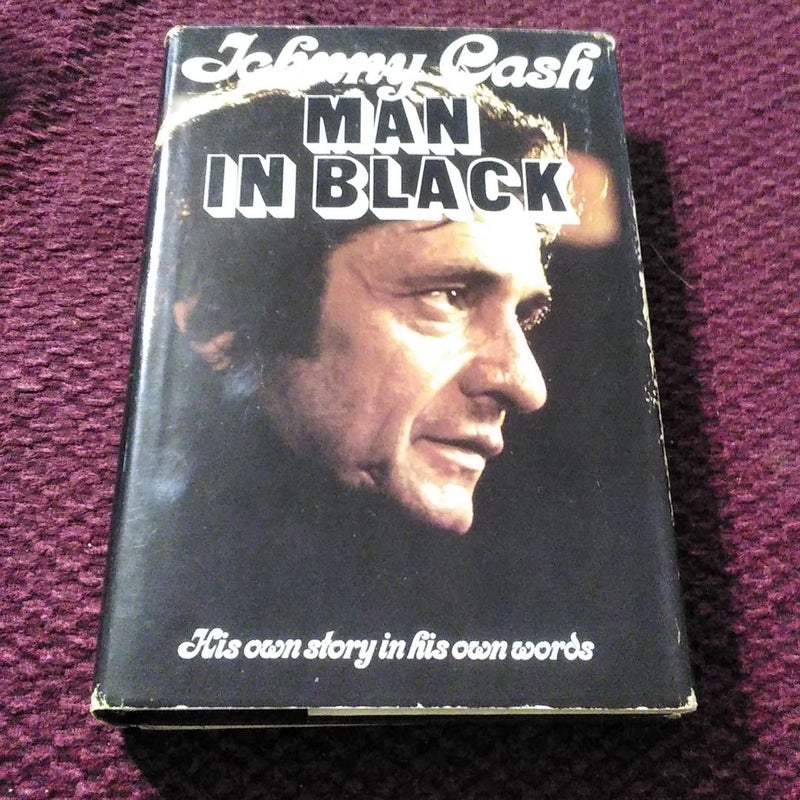 Johnny Cash
MAN
IN BLACK
His own story in his own words